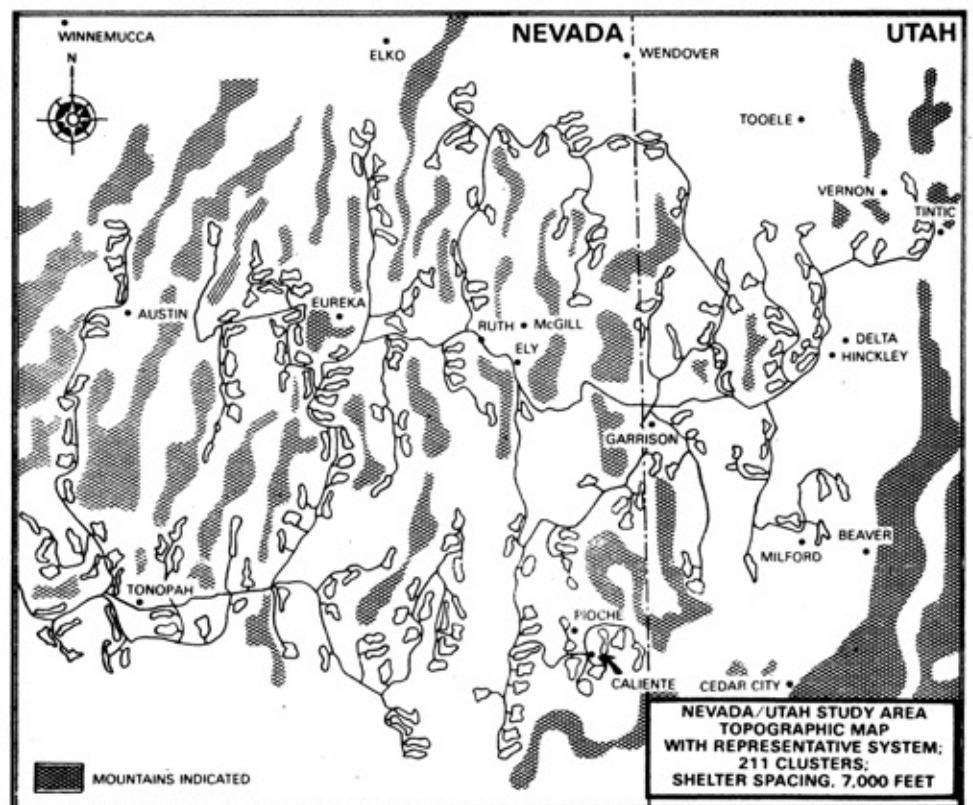 NEVADA
UTAH
WINNEMUCCA
ELKO
WENDOVER
N
TOOELE
VERNON
TINTIC
AUSTIN
EUREKA
RUTH
McGILL
ELY
DELTA
HINCKLEY
GARRISON
BEAVER
MILFORD
TONOPAH
PIOCHE
CALIENTE
CEDAR CITY
NEVADA/UTAH STUDY AREA
TOPOGRAPHIC MAP
WITH REPRESENTATIVE SYSTEM;
211 CLUSTERS;
SHELTER SPACING. 7,000 FEET
MOUNTAINS INDICATED